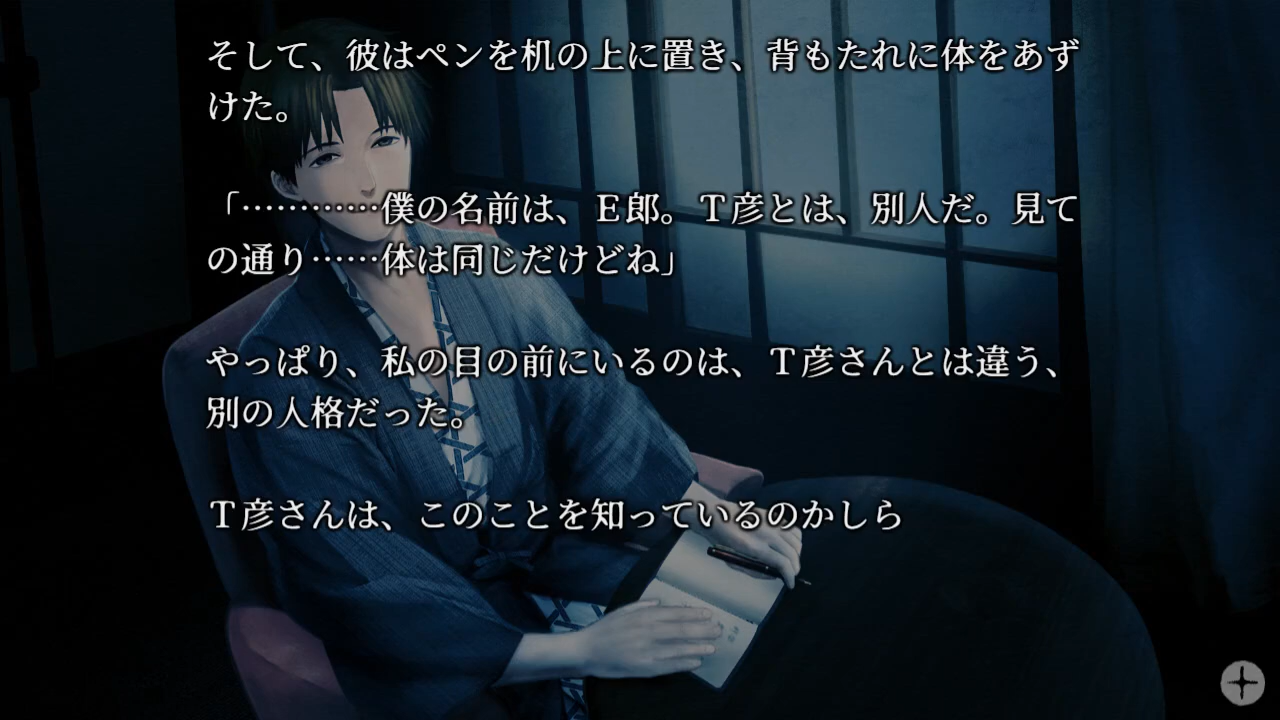 そして、彼はペンを机の上に置き、背もたれに体をあず
けた。
「…………僕の名前は、Ｅ郎。Ｔ彦とは、別人だ。見て
の通り……体は同じだけどね」
やっぱり、私の目の前にいるのは、Ｔ彦さんとは違う、
別の人格だった。
Ｔ彦さんは、このことを知っているのかしら